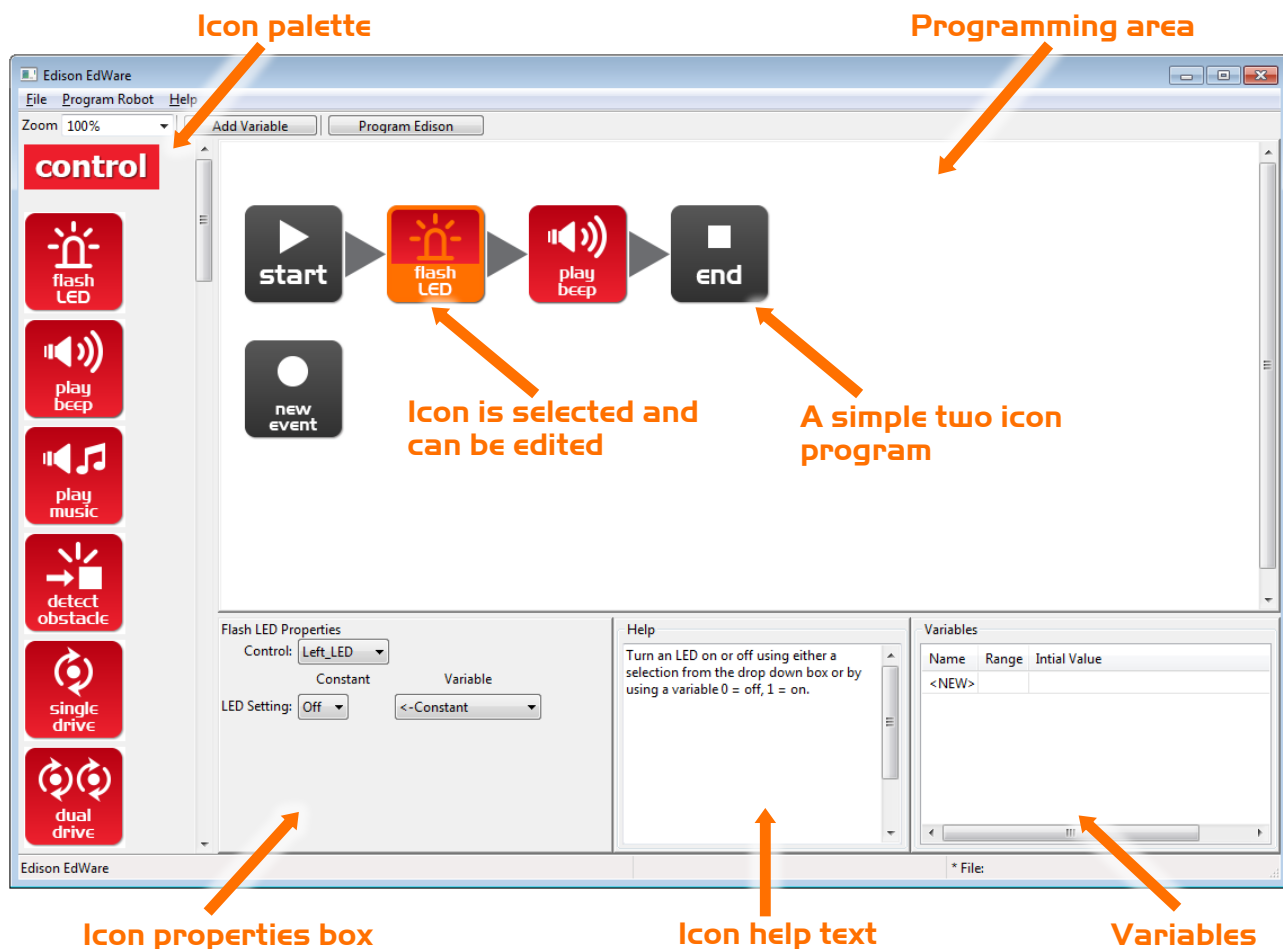 Icon palette
Programming area
Edison EdWare
File Program Robot Help
Zoom 100% Add Variable Program Edison
control
flash
LED
play
beep
play
music
detect
obstacle
single
drive
dual
drive
start
flash
LED
play
beep
end
new
event
Icon is selected and
can be edited
A simple two icon
program
Flash LED Properties
Control: Left_LED
Constant Variable
LED Setting: Off <-Constant
Help
Turn an LED on or off using either a
selection from the drop down box or by
using a variable 0 = off, 1 = on.
Variables
Name Range Intial Value
<NEW>
Edison EdWare
* File:
Icon properties box
Icon help text
Variables